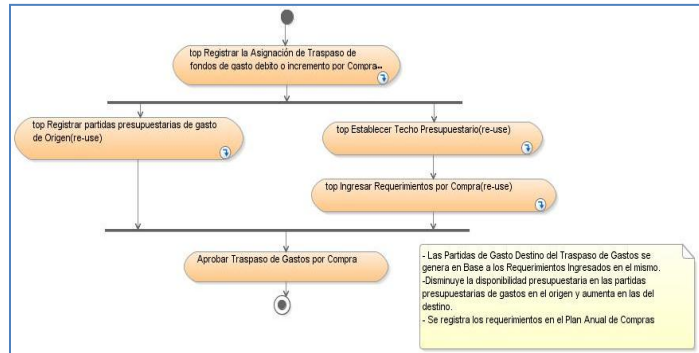 top Registrar la Asignación de Traspaso de
fondos de gasto debito o incremento por Compra...
top Registrar partidas presupuestarias de gasto
de Origen(re-use)
top Establecer Techo Presupuestario(re-use)
top Ingresar Requerimientos por Compra(re-use)
Aprobar Traspaso de Gastos por Compra
- Las Partidas de Gasto Destino del Traspaso de Gastos se
genera en Base a los Requerimientos Ingresados en el mismo.
-Disminuye la disponibilidad presupuestaria en las partidas
presupuestarias de gastos en el origen y aumenta en las del
destino.
- Se registra los requerimientos en el Plan Anual de Compras